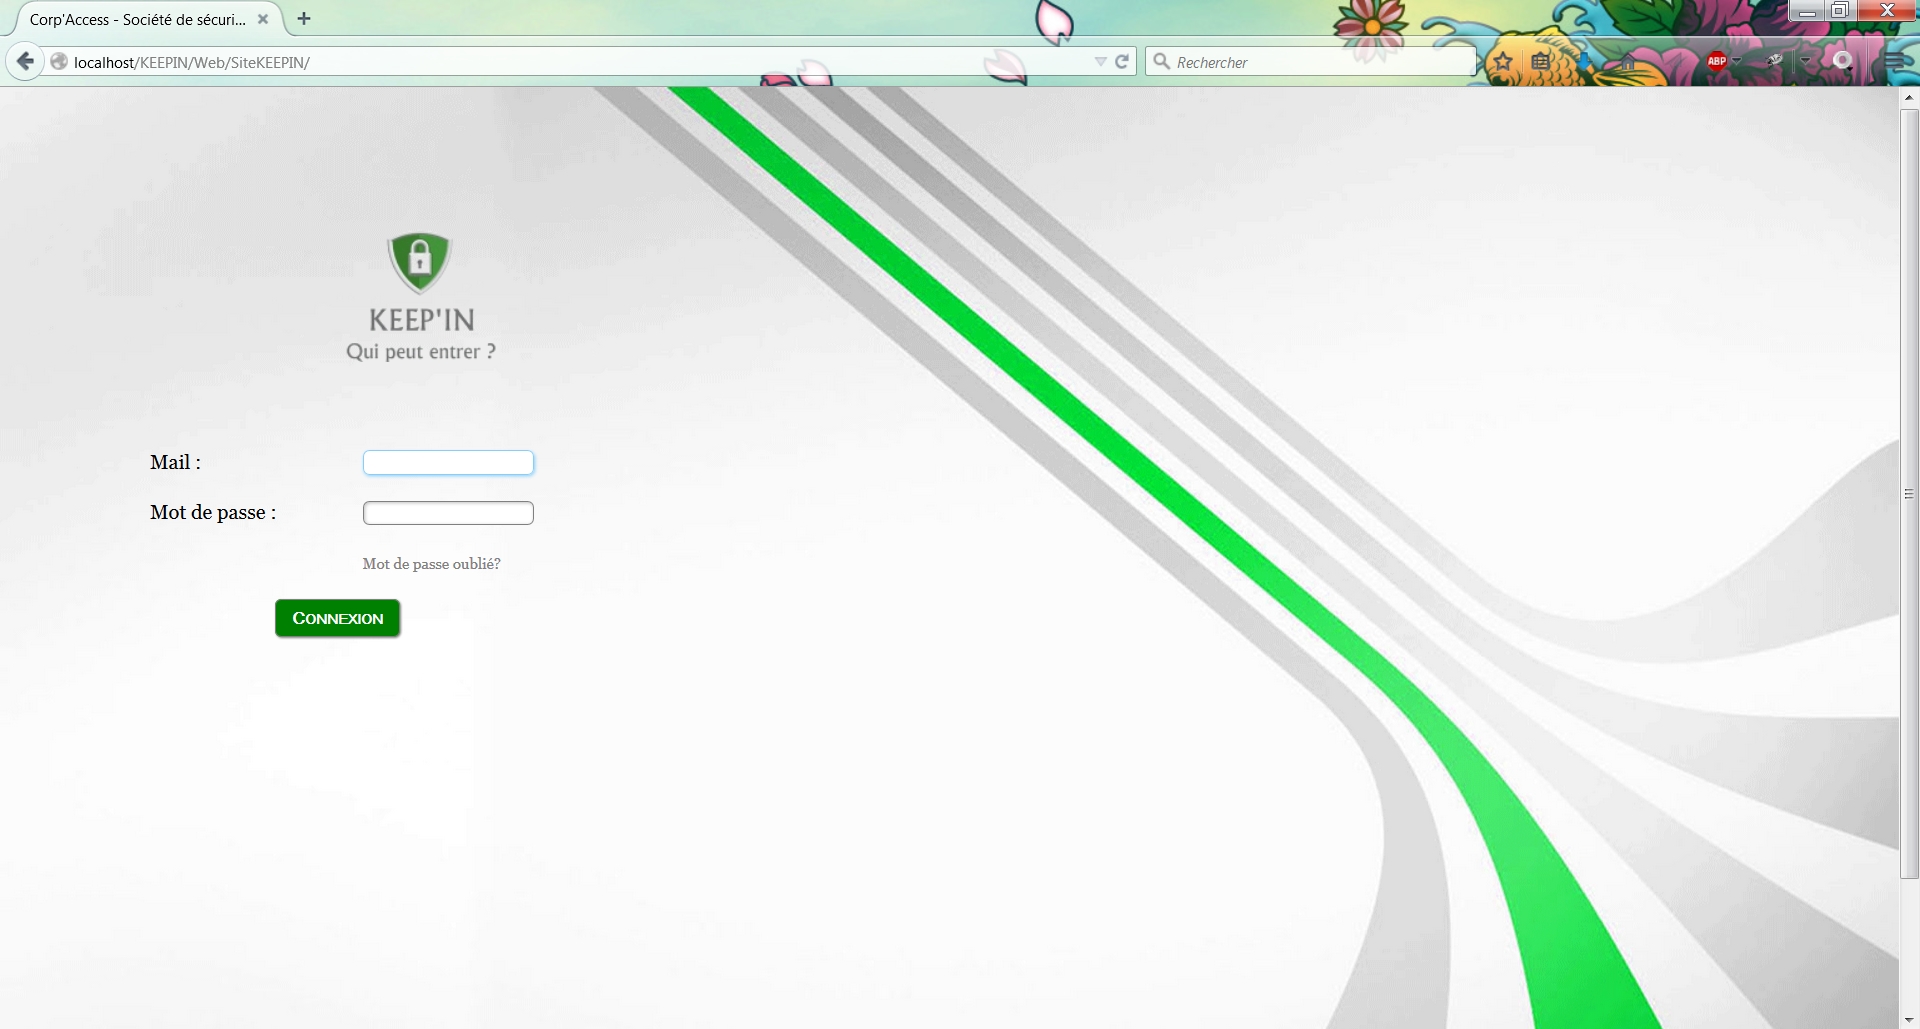 Corp'Access - Société de sécuri...
localhost/KEEPIN/Web/SiteKEEPIN/
Rechercher
ABP
KEEP'IN
Qui peut entrer ?
Mail :
Mot de passe :
Mot de passe oublié?
CONNEXION